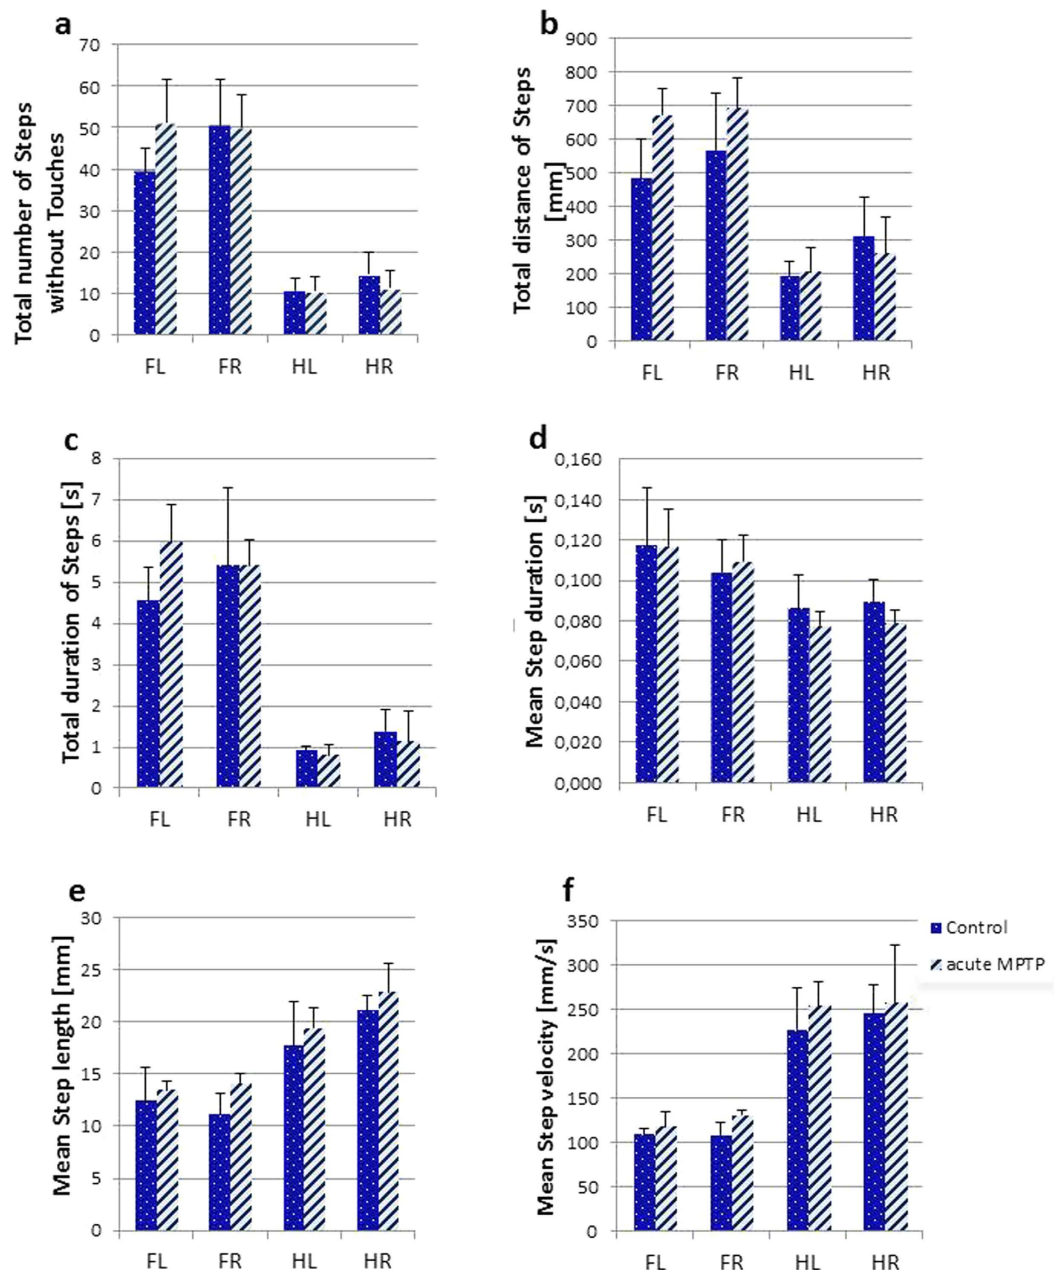 a
Total number of Steps
without Touches
70
60
50
40
30
20
10
0
FL FR HL HR
b
Total distance of Steps
[mm]
900
800
700
600
500
400
300
200
100
0
FL FR HL HR
c
Total duration of Steps [s]
8
7
6
5
4
3
2
1
0
FL FR HL HR
d
Mean Step duration [s]
0,160
0,140
0,120
0,100
0,080
0,060
0,040
0,020
0,000
FL FR HL HR
e
Mean Step length [mm]
30
25
20
15
10
5
0
FL FR HL HR
f
Mean Step velocity [mm/s]
350
300
250
200
150
100
50
0
FL FR HL HR
Control
acute MPTP